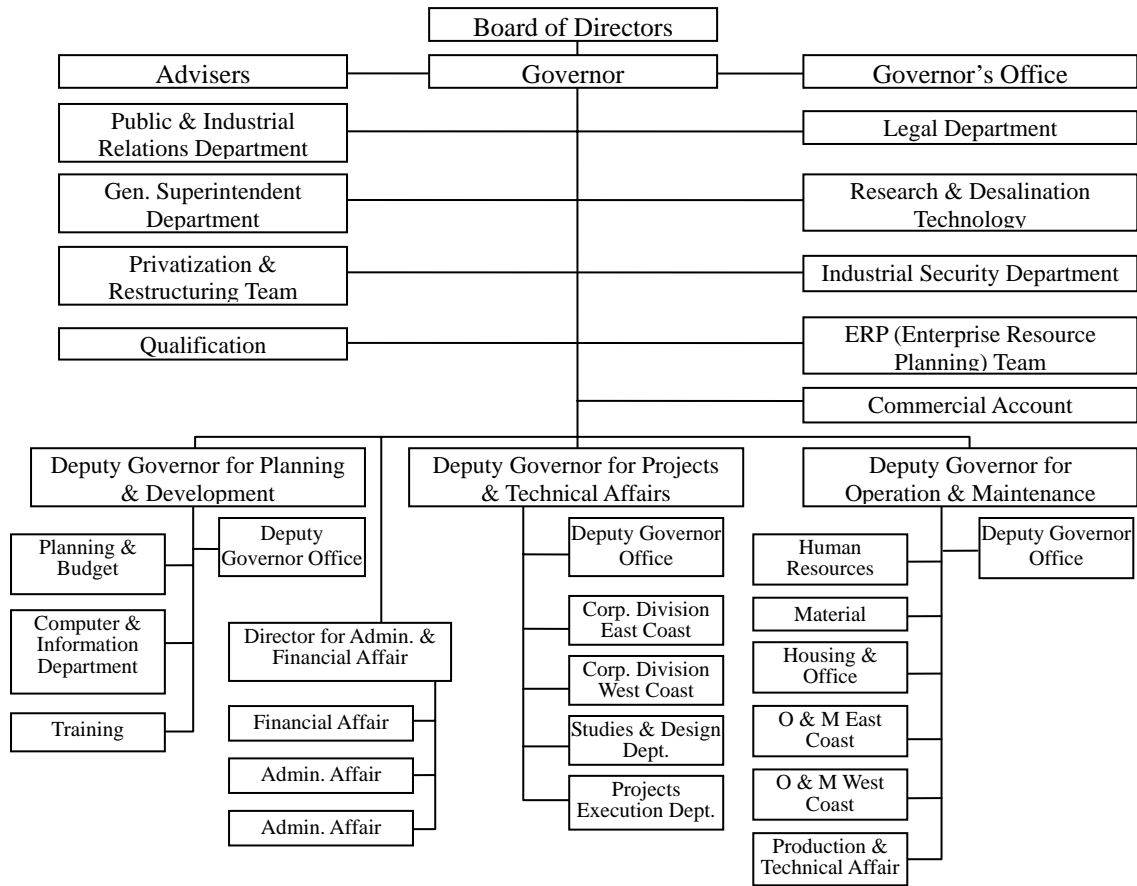 Board of Directors
Advisers
Governor
Governor's Office
Public & Industrial
Relations Department
Legal Department
Gen. Superintendent
Department
Research & Desalination
Technology
Privatization &
Restructuring Team
Industrial Security Department
Qualification
ERP (Enterprise Resource
Planning) Team
Commercial Account
Deputy Governor for Planning
& Development
Deputy Governor for Projects
& Technical Affairs
Deputy Governor for
Operation & Maintenance
Planning &
Budget
Deputy
Governor Office
Computer &
Information
Department
Training
Director for Admin. &
Financial Affair
Financial Affair
Admin. Affair
Admin. Affair
Deputy Governor
Office
Corp. Division
East Coast
Corp. Division
West Coast
Studies & Design
Dept.
Projects
Execution Dept.
Human
Resources
Deputy Governor
Office
Material
Housing &
Office
O & M East
Coast
O & M West
Coast
Production &
Technical Affair